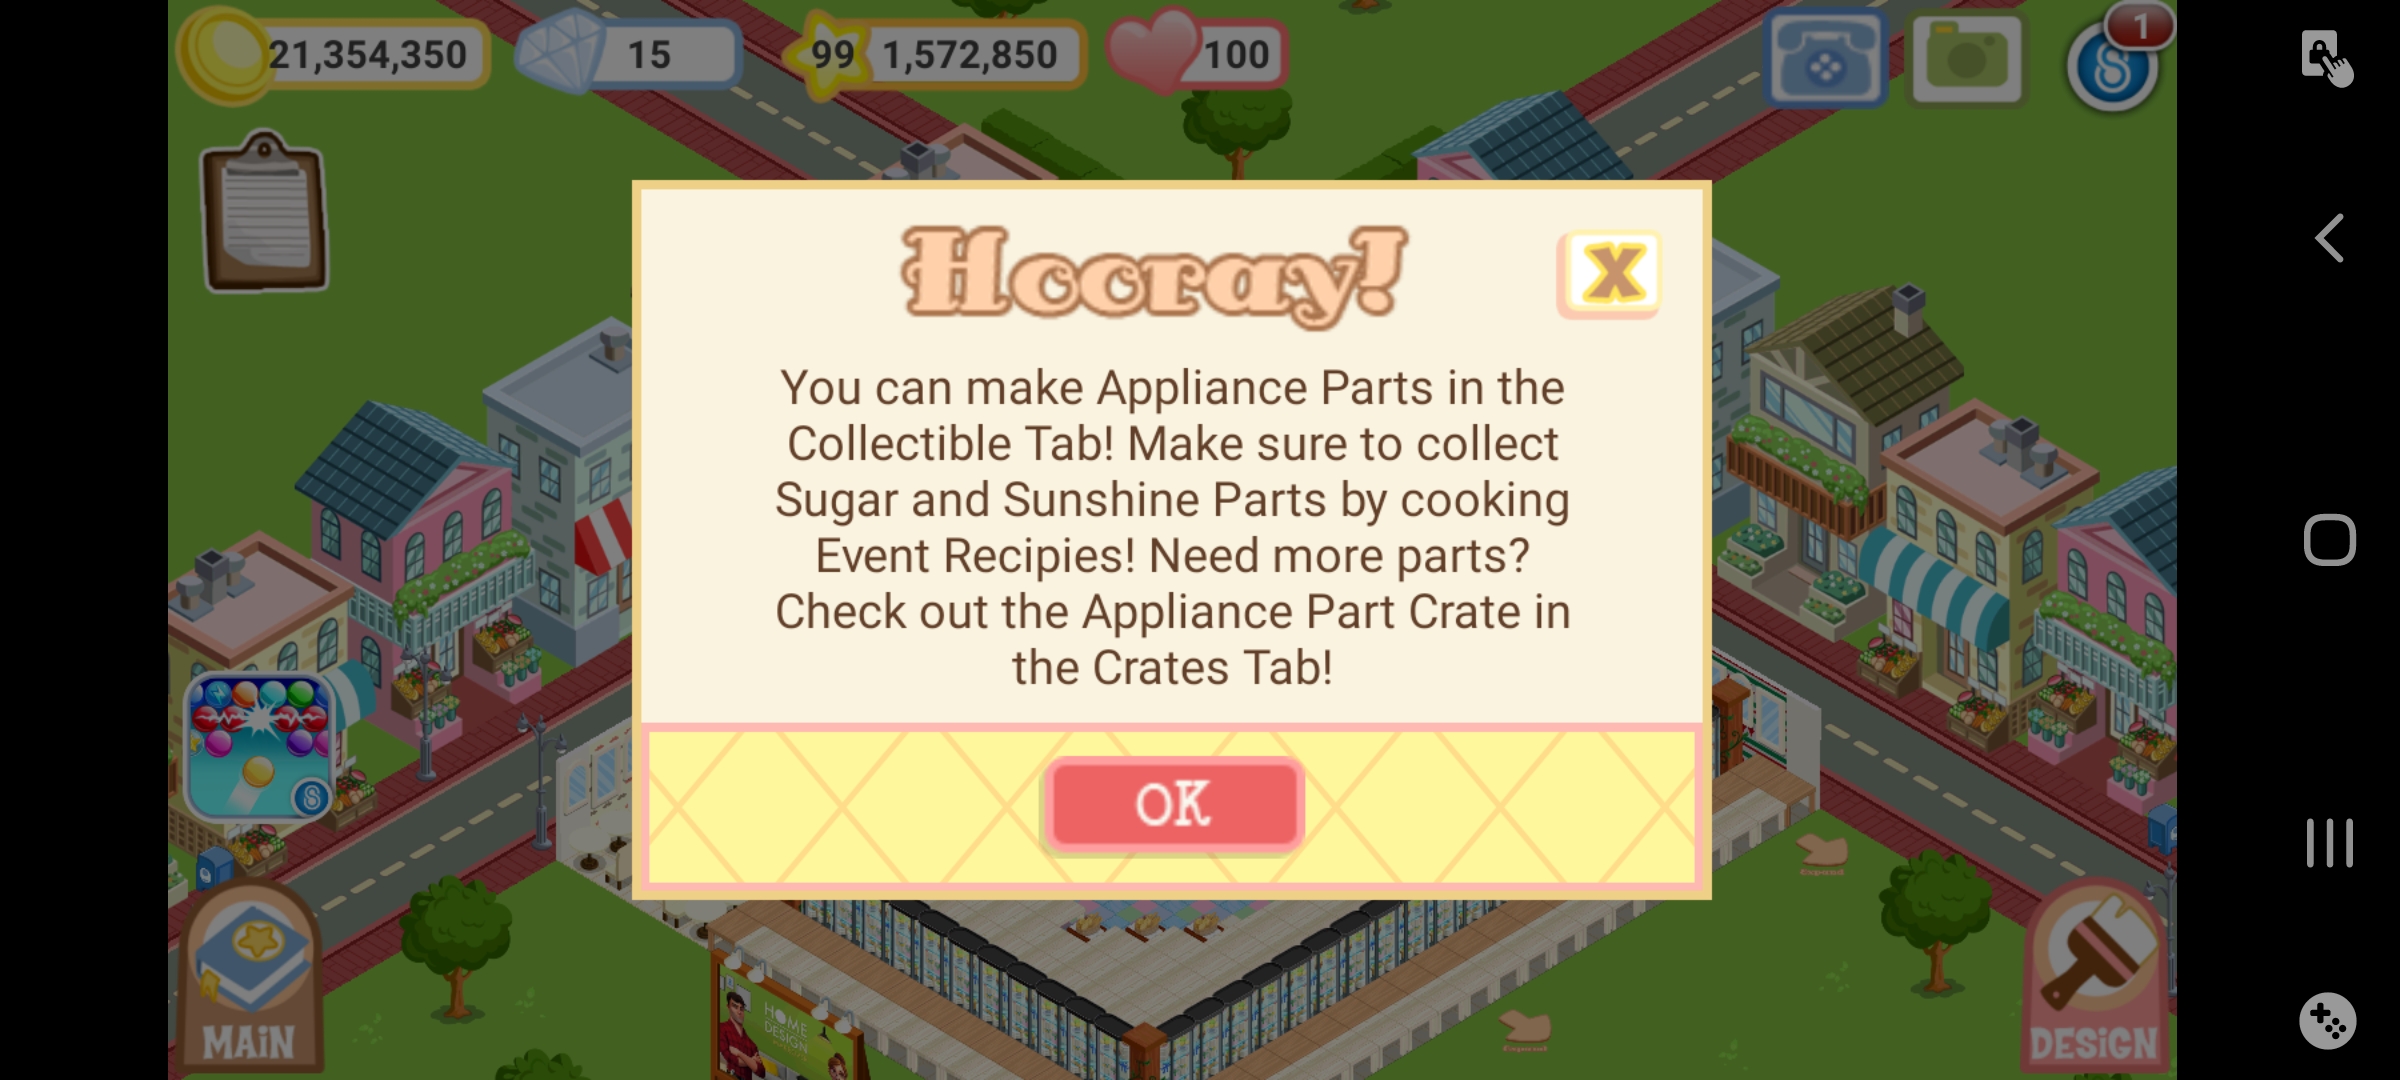 21,354,350
15
99
1,572,850
100
1
Hooray!
X
You can make Appliance Parts in the
Collectible Tab! Make sure to collect
Sugar and Sunshine Parts by cooking
Event Recipies! Need more parts?
Check out the Appliance Part Crate in
the Crates Tab!
OK
Expand
Expand
MAiN
HOME
DESIGN
DESiGN